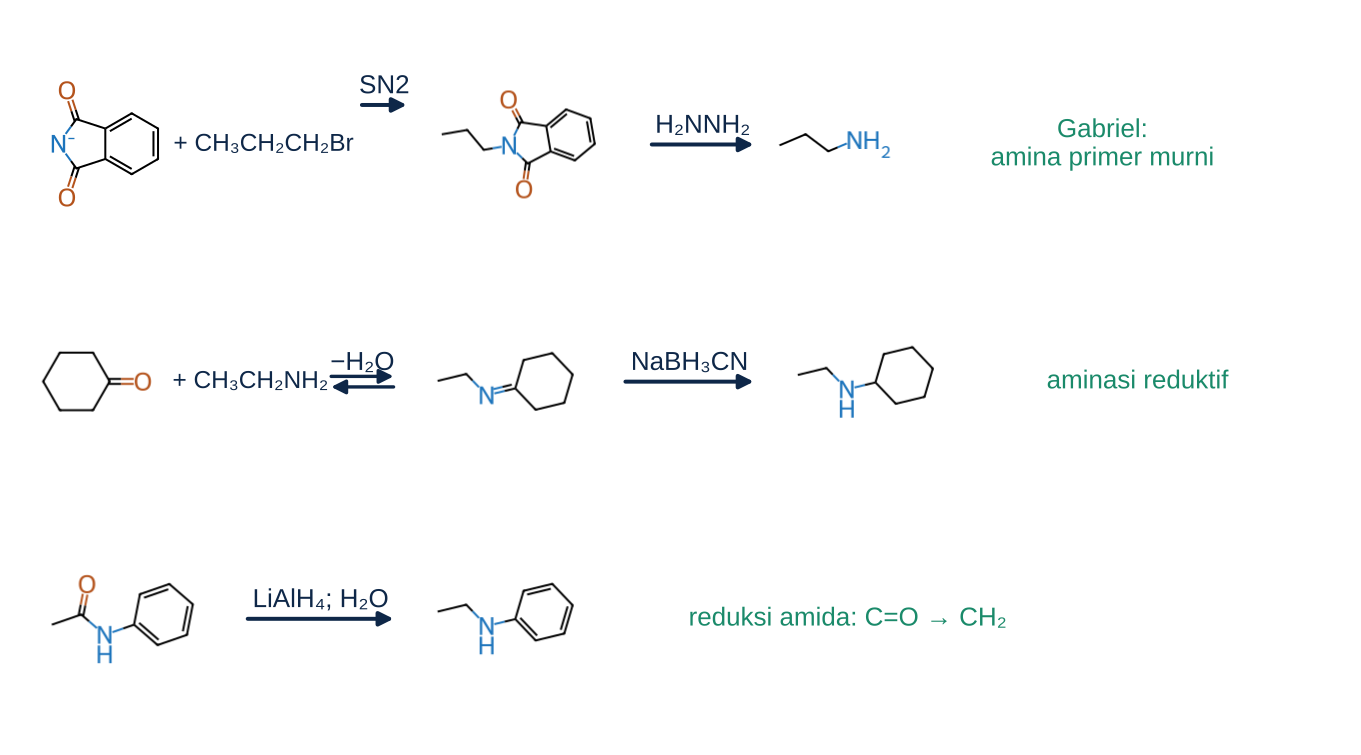 O
N⁻
O
+ CH₃CH₂CH₂Br
SN2
O
N
O
H₂NNH₂
NH₂
Gabriel:
amina primer murni
O
+ CH₃CH₂NH₂
−H₂O
N
NaBH₃CN
N
H
aminasi reduktif
O
N
H
LiAlH₄; H₂O
N
H
reduksi amida: C=O → CH₂